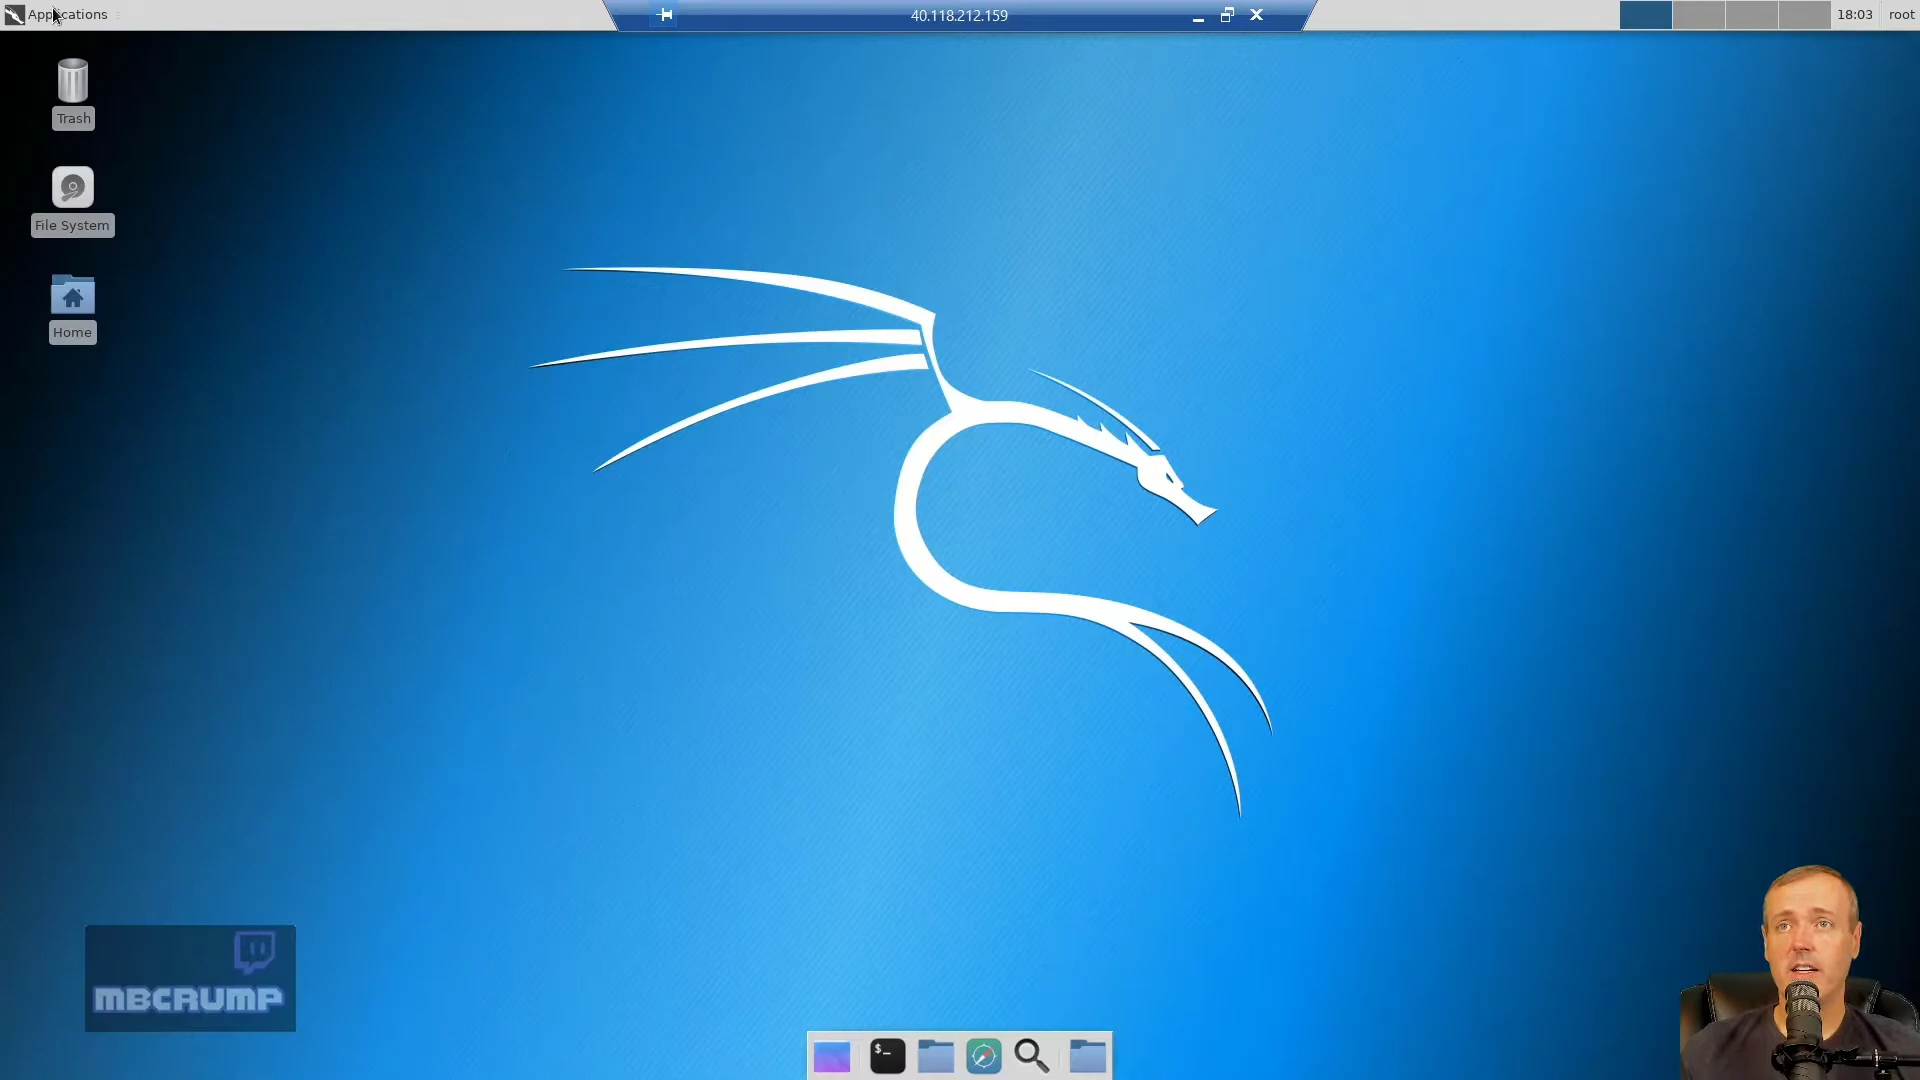 Applications
40.118.212.159
18:03
root
Trash
File System
Home
MBCRUMP
$-